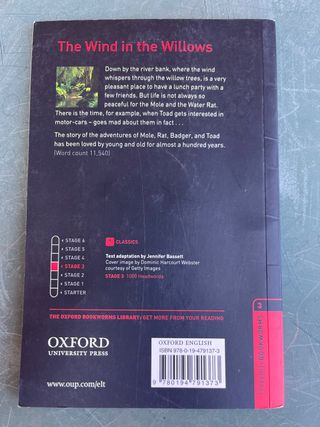 The Wind in the Willows
Down by the river bank, where the wind
whispers through the willow trees, is a very
pleasant place to have a lunch party with a
few friends. But life is not always so
peaceful for the Mole and the Water Rat.
There is the time, for example, when Toad gets interested in
motor-cars – goes mad about them in fact . . .
The story of the adventures of Mole, Rat, Badger, and Toad
has been loved by young and old for almost a hundred years.
(Word count 11,540)
STAGE 6
STAGE 5
STAGE 4
STAGE 3
STAGE 2
STAGE 1
STARTER
CLASSICS
Text adaptation by Jennifer Bassett
Cover image by Dominic Harcourt Webster
courtesy of Getty Images
STAGE 3: 1000 Headwords
3
BOOKWORMS
THE OXFORD BOOKWORMS LIBRARY: GET MORE FROM YOUR READING
OXFORD
UNIVERSITY PRESS
www.oup.com/elt
OXFORD ENGLISH
ISBN 978-0-19-479137-3
9 780194 791373